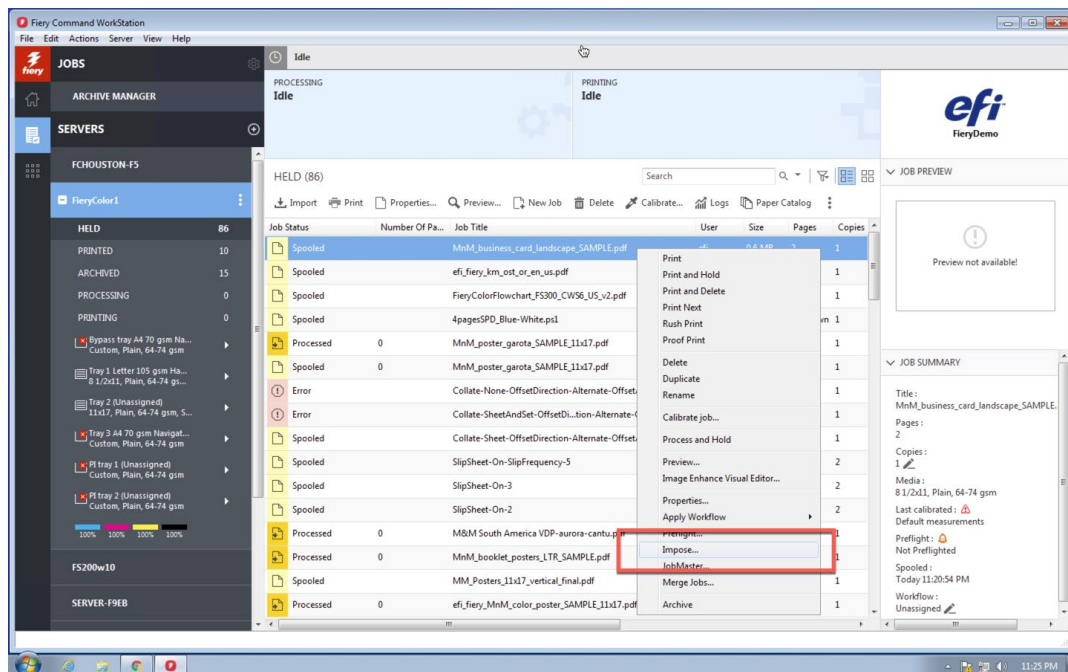 Fiery Command WorkStation
File Edit Actions Server View Help
fiery
JOBS
ARCHIVE MANAGER
SERVERS
FCHOUSTON-F5
FieryColor1
HELD 86
PRINTED 10
ARCHIVED 15
PROCESSING 0
PRINTING 0
Bypass tray A4 70 gsm Na...
Custom, Plain, 64-74 gsm
Tray 1 Letter 105 gsm Ha...
8 1/2x11, Plain, 64-74 gs...
Tray 2 (Unassigned)
11x17, Plain, 64-74 gsm, S...
Tray 3 A4 70 gsm Navigat...
Custom, Plain, 64-74 gsm
PI tray 1 (Unassigned)
Custom, Plain, 64-74 gsm
PI tray 2 (Unassigned)
Custom, Plain, 64-74 gsm
100% 100% 100% 100%
FS200w10
SERVER-F9EB
Idle
PROCESSING
Idle
PRINTING
Idle
HELD (86)
Search
Import Print Properties... Preview... New Job Delete Calibrate... Logs Paper Catalog
Job Status Number Of Pa... Job Title User Size Pages Copies
Spooled MnM_business_card_landscape_SAMPLE.pdf efi 0.6 MB 2 1
Spooled efi_fiery_km_ost_or_en_us.pdf 1
Spooled FieryColorFlowchart_FS300_CWS6_US_v2.pdf 1
Spooled 4pagesSPD_Blue-White.ps1 vn 1
Processed 0 MnM_poster_garota_SAMPLE_11x17.pdf 1
Spooled 0 MnM_poster_garota_SAMPLE_11x17.pdf 1
Error Collate-None-OffsetDirection-Alternate-Offset 1
Error Collate-SheetAndSet-OffsetDi...tion-Alternate- 1
Spooled Collate-Sheet-OffsetDirection-Alternate-Offset 1
Spooled SlipSheet-On-SlipFrequency-5 2
Spooled SlipSheet-On-3 2
Spooled SlipSheet-On-2 2
Processed 0 M&M South America VDP-aurora-cantu.pdf 1
Processed 0 MnM_booklet_posters_LTR_SAMPLE.pdf 1
Spooled MM_Posters_11x17_vertical_final.pdf 1
Processed 0 efi_fiery_MnM_color_poster_SAMPLE_11x17.pdf 1
Print
Print and Hold
Print and Delete
Print Next
Rush Print
Proof Print
Delete
Duplicate
Rename
Calibrate job...
Process and Hold
Preview...
Image Enhance Visual Editor...
Properties...
Apply Workflow
Preflight...
Impose...
JobMaster...
Merge Jobs...
Archive
efi
FieryDemo
JOB PREVIEW
Preview not available!
JOB SUMMARY
Title :
MnM_business_card_landscape_SAMPLE.
Pages :
2
Copies :
1
Media :
8 1/2x11, Plain, 64-74 gsm
Last calibrated :
Default measurements
Preflight :
Not Preflighted
Spooled :
Today 11:20:54 PM
Workflow :
Unassigned
11:25 PM